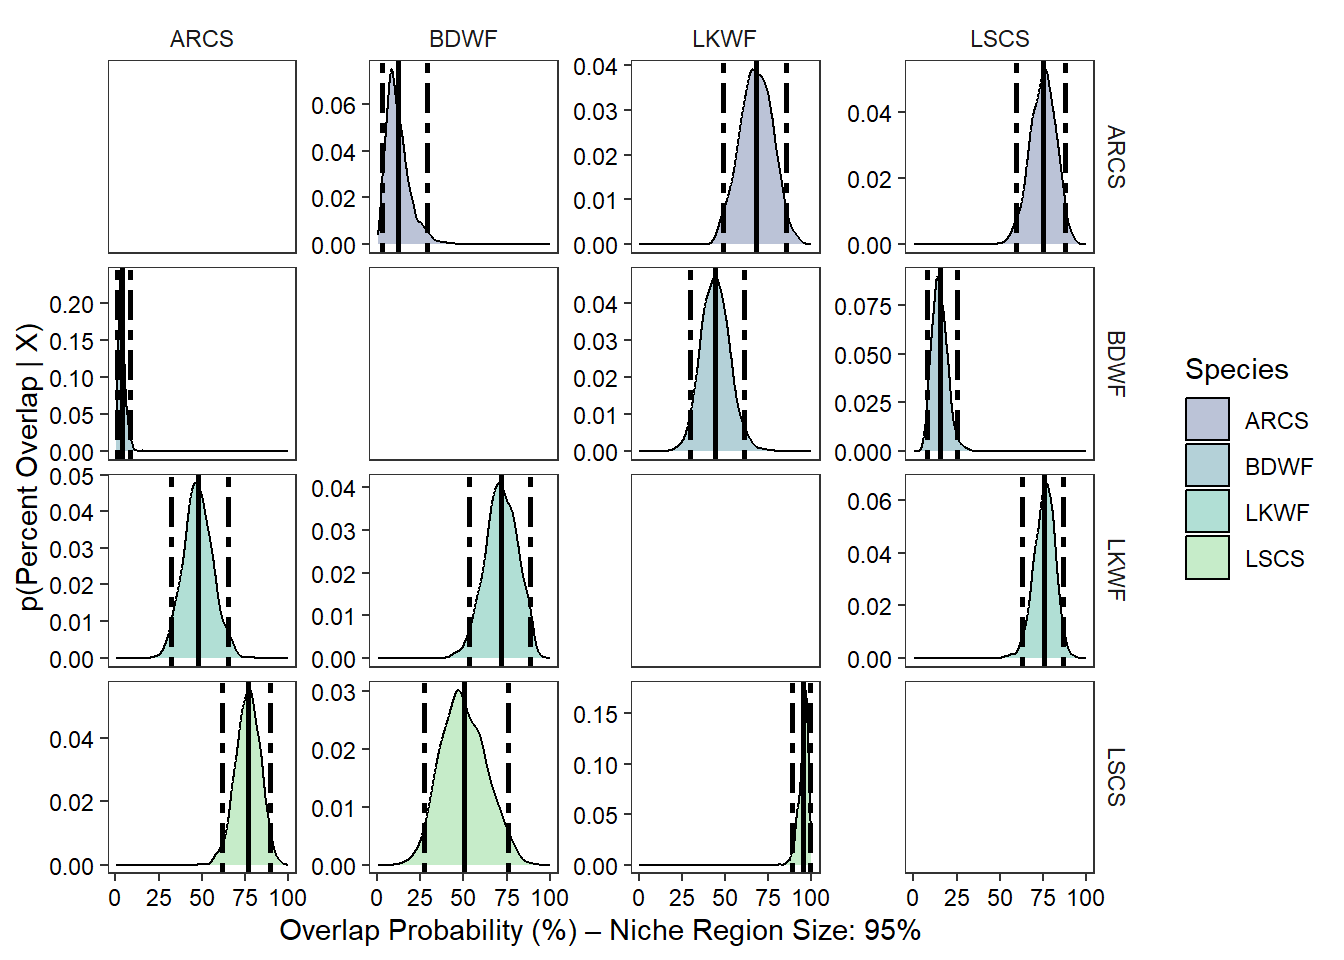 ARCS BDWF LKWF LSCS
0.06 0.04 0.02 0.00
0.04 0.03 0.02 0.01 0.00
0.04 0.02 0.00
ARCS
0.20 0.15 0.10 0.05 0.00
0.04 0.03 0.02 0.01 0.00
0.075 0.050 0.025 0.000
BDWF
p(Percent Overlap | X)
0.05 0.04 0.03 0.02 0.01 0.00
0.04 0.03 0.02 0.01 0.00
0.06 0.04 0.02 0.00
LKWF
0.04 0.02 0.00
0.03 0.02 0.01 0.00
0.15 0.10 0.05 0.00
LSCS
0 25 50 75 100 0 25 50 75 100 0 25 50 75 100 0 25 50 75 100
Overlap Probability (%) – Niche Region Size: 95%
Species
ARCS
BDWF
LKWF
LSCS